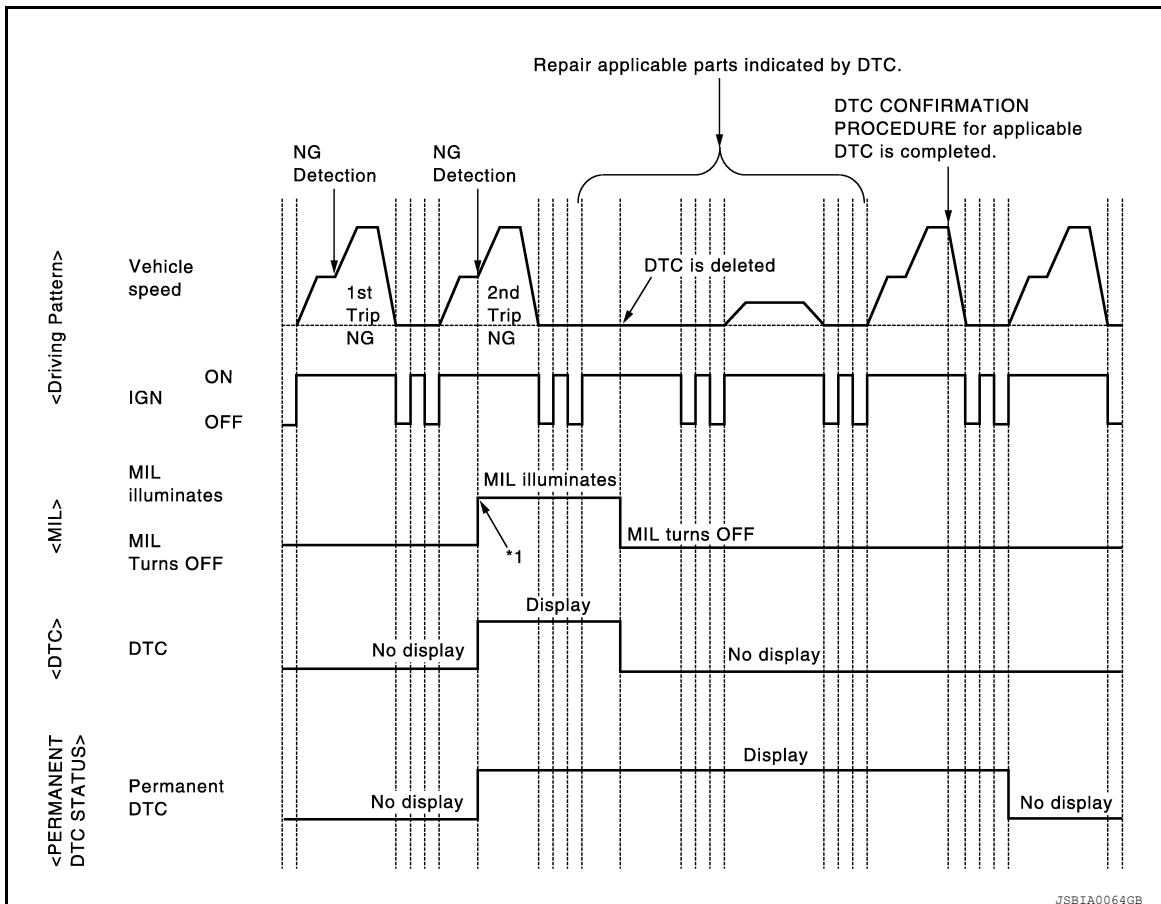 Repair applicable parts indicated by DTC.
DTC CONFIRMATION
PROCEDURE for applicable
DTC is completed.
NG
Detection
NG
Detection
<Driving Pattern>
Vehicle
speed
1st
Trip
NG
2nd
Trip
NG
DTC is deleted
IGN
ON
OFF
<MIL>
MIL
illuminates
MIL
Turns OFF
MIL illuminates
*1
MIL turns OFF
<DTC>
DTC
No display
Display
No display
<PERMANENT
DTC STATUS>
Permanent
DTC
No display
Display
No display
JSBIA0064GB